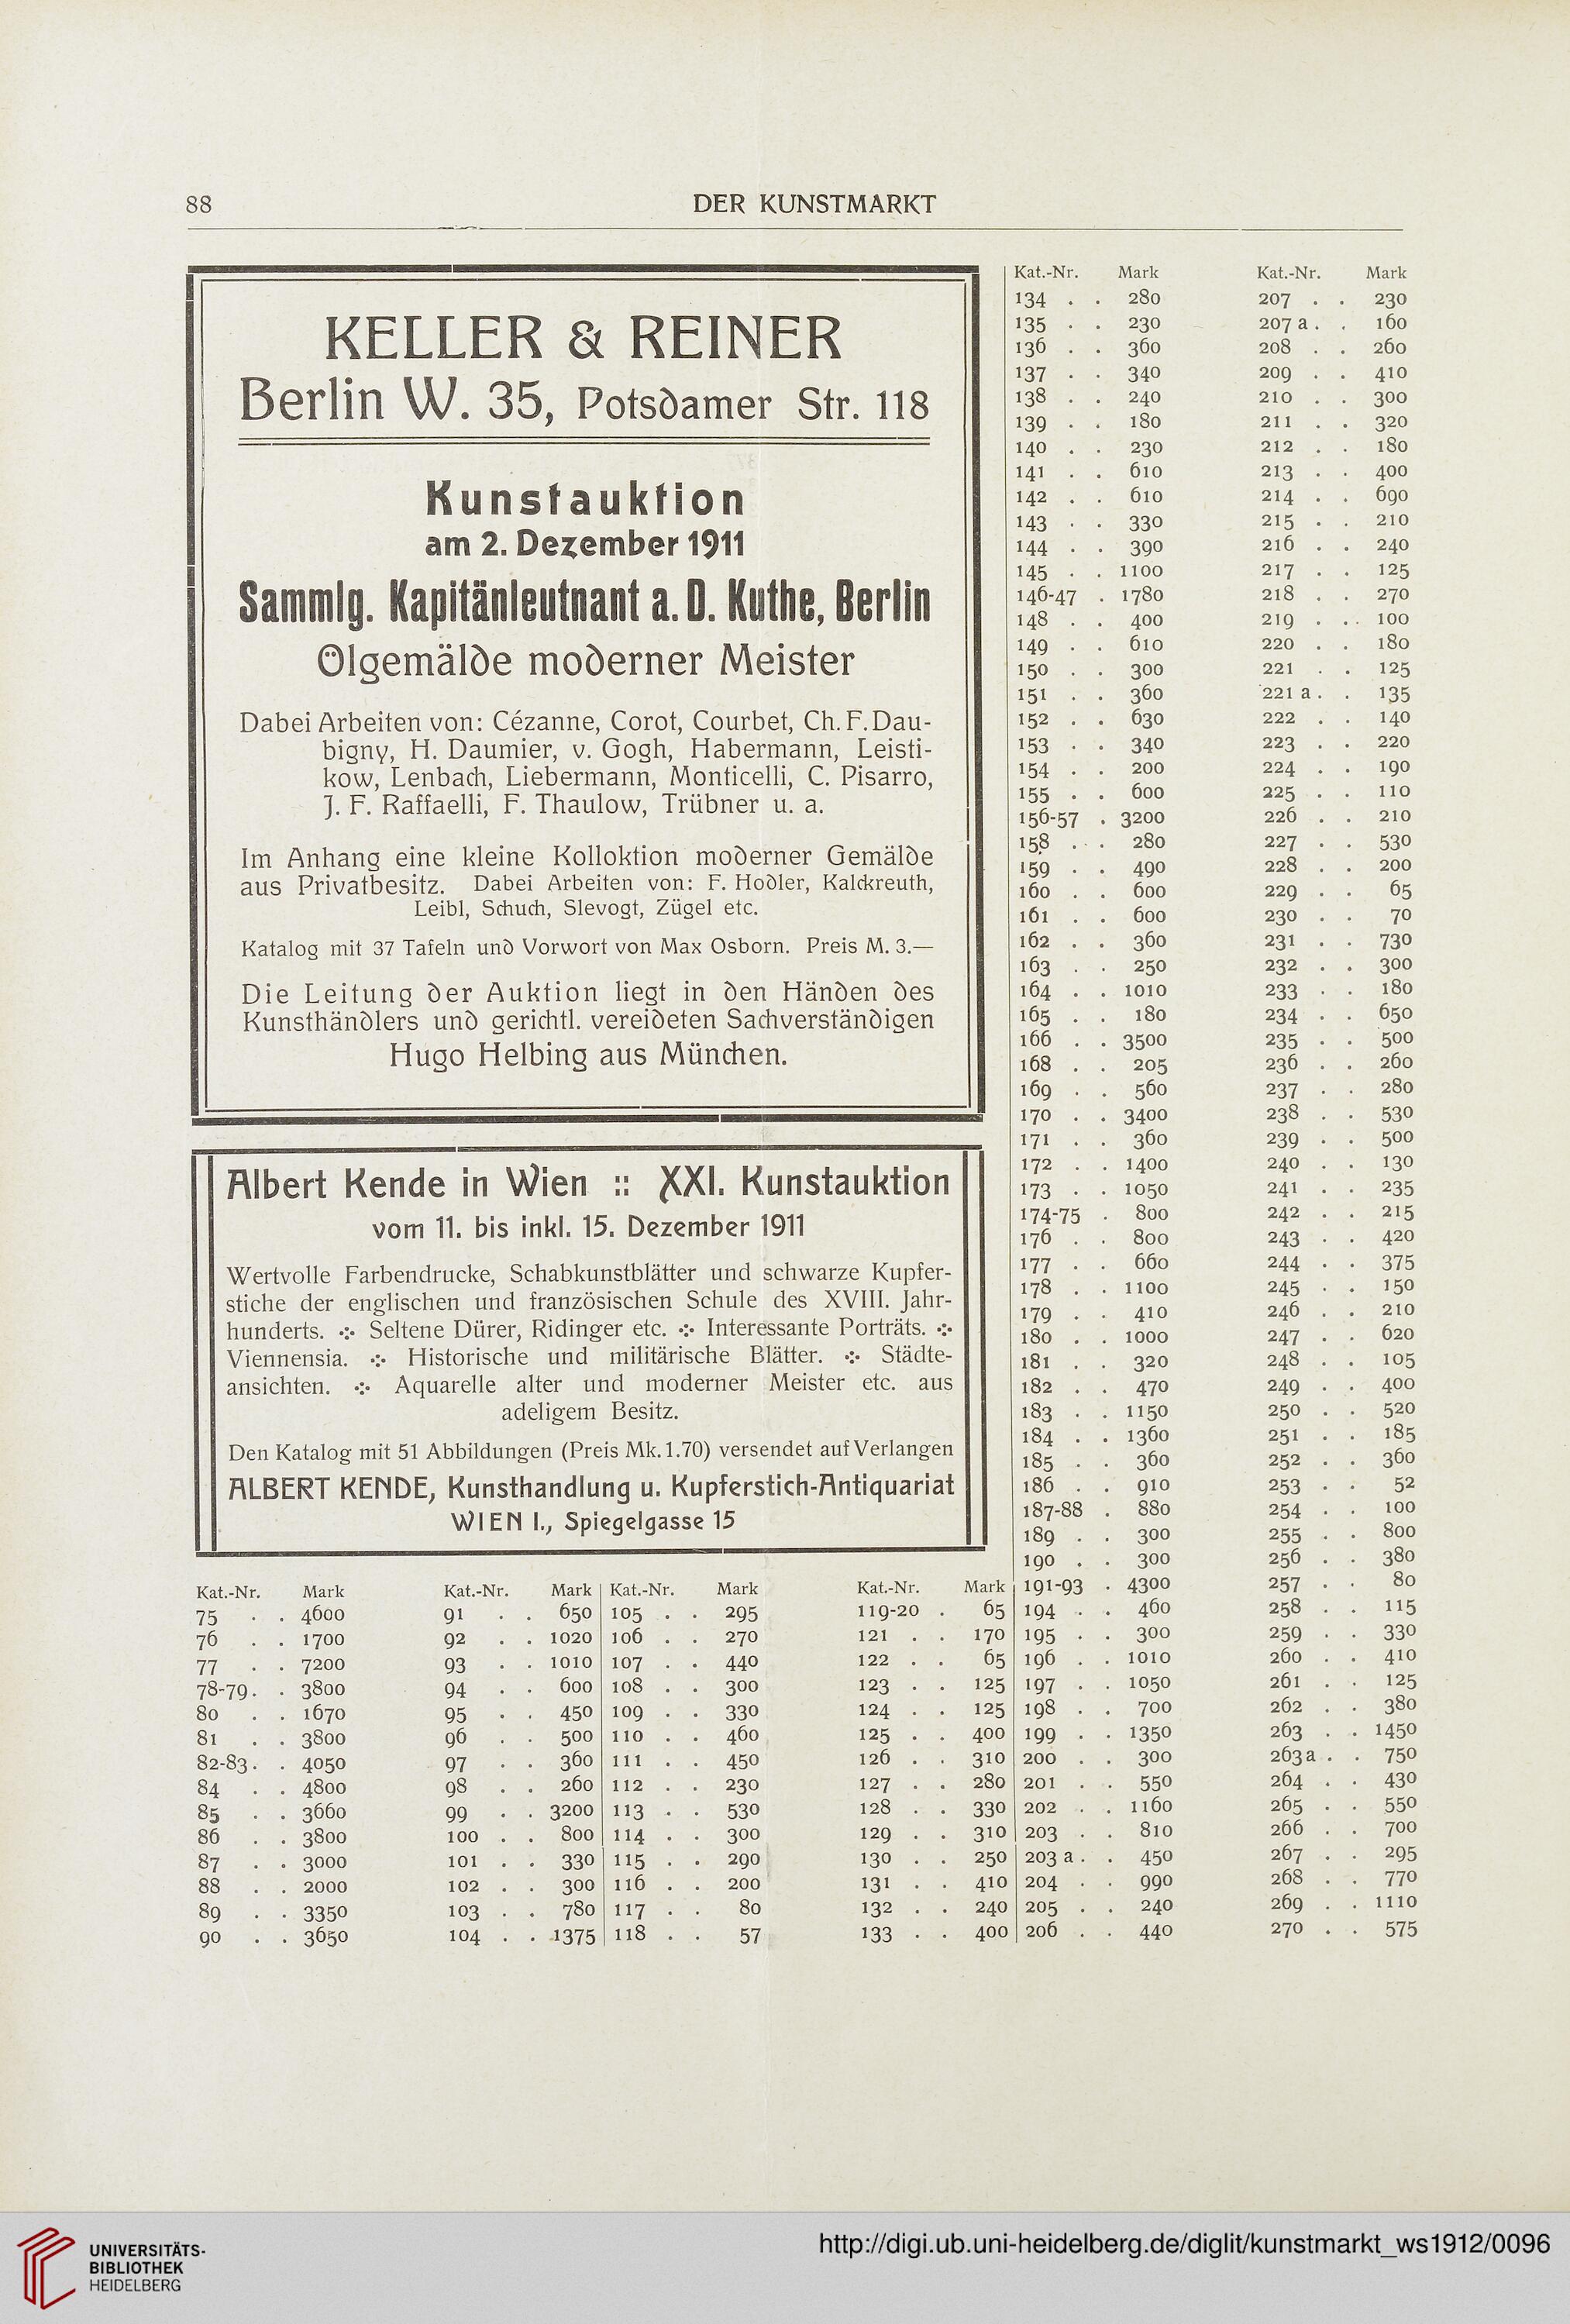 88
DER KUNSTMARKT
KELLER & REINER
Berlin W. 35, Potsdamer Str. 118
Kunstauktion
am 2. Dezember 1911
Sammlg. Kapitänleutnant a. D. Kuthe, Berlin
Ölgemälde moderner Meister
Dabei Arbeiten von: Cézanne, Corot, Courbet, Ch. F. Dau-
bigny, H. Daumier, v. Gogh, Habermann, Leisti-
kow, Lenbach, Liebermann, Monticelli, C. Pisarro,
J. F. Raffaelli, F. Thaulow, Trübner u. a.
Im Anhang eine kleine Kolloktion moderner Gemälde
aus Privatbesitz. Dabei Arbeiten von: F. Hodler, Kalckreuth,
Leibl, Schuch, Slevogt, Zügel etc.
Katalog mit 37 Tafeln und Vorwort von Max Osborn. Preis M. 3.—
Die Leitung der Auktion liegt in den Händen des
Kunsthändlers und gerichtl. vereideten Sachverständigen
Hugo Helbing aus München.
Albert Kende in Wien :: XXI. Kunstauktion
vom 11. bis inkl. 15. Dezember 1911
Wertvolle Farbendrucke, Schabkunstblätter und schwarze Kupfer-
stiche der englischen und französischen Schule des XVIII. Jahr-
hunderts. ·:· Seltene Dürer, Ridinger etc. ·:· Interessante Porträts. ·:·
Viennensia. ·:· Historische und militärische Blätter. ·:· Städte-
ansichten. ·:· Aquarelle alter und moderner Meister etc. aus
adeligem Besitz.
Den Katalog mit 51 Abbildungen (Preis Mk. 1.70) versendet auf Verlangen
ALBERT KENDE, Kunsthandlung u. Kupferstich-Antiquariat
WIEN I., Spiegelgasse 15
Kat.-Nr. Mark
75 . . 4600
76 . . 1700
77 . . 7200
78-79 . . 3800
80 . . 1670
81 . . 3800
82-83 . . 4050
84 . . 4800
85 . . 3660
86 . . 3800
87 . . 3000
88 . . 2000
89 . . 3350
90 . . 3650
Kat.-Nr. Mark
91 . . 650
92 . . 1020
93 . . 1010
94 . . 600
95 . . 450
96 . . 500
97 . . 360
98 . . 260
99 . . 3200
100 . . 800
101 . . 330
102 . . 300
103 . . 780
104 . . 1375
Kat.-Nr. Mark
105 . . 295
106 . . 270
107 . . 440
108 . . 300
109 . . 330
110 . . 460
111 . . 450
112 . . 230
113 . . 530
114 . . 300
115 . . 290
116 . . 200
117 . . 80
118 . . 57
Kat.-Nr. Mark
119-20 . 65
121 . . 170
122 . . 65
123 . . 125
124 . . 125
125 . . 400
126 . . 310
127 . . 280
128 . . 330
129 . . 310
130 . . 250
131 . . 410
132 . . 240
133 . . 400
Kat.-Nr. Mark
134 . . 280
135 . . 230
136 . . 360
137 . . 340
138 . . 240
139 . . 180
140 . . 230
141 . . 610
142 . . 610
143 . . 330
144 . . 390
145 . . 1100
146-47 . 1780
148 . . 400
149 . . 610
150 . . 300
151 . . 360
152 . . 630
153 . . 340
154 . . 200
155 . . 600
156-57 . 3200
158 . . 280
159 . . 490
160 . . 600
161 . . 600
162 . . 360
163 . . 250
164 . . 1010
165 . . 180
166 . . 3500
168 . . 205
169 . . 560
170 . . 3400
171 . . 360
172 . . 1400
173 . . 1050
174-75 . 800
176 . . 800
177 . . 660
178 . . 1100
179 . . 410
180 . . 1000
181 . . 320
182 . . 470
183 . . 1150
184 . . 1360
185 . . 360
186 . . 910
187-88 . 880
189 . . 300
190 . . 300
191-93 . 4300
194 . . 460
195 . . 300
196 . . 1010
197 . . 1050
198 . . 700
199 . . 1350
200 . . 300
201 . . 550
202 . . 1160
203 . . 810
203 a . . 450
204 . . 990
205 . . 240
206 . . 440
Kat.-Nr. Mark
207 . . 230
207 a . . 160
208 . . 260
209 . . 410
210 . . 300
211 . . 320
212 . . 180
213 . . 400
214 . . 690
215 . . 210
216 . . 240
217 . . 125
218 . . 270
219 . . 100
220 . . 180
221 . . 125
221 a . . 135
222 . . 140
223 . . 220
224 . . 190
225 . . 110
226 . . 210
227 . . 530
228 . . 200
229 . . 65
230 . . 70
231 . . 730
232 . . 300
233 . . 180
234 . . 650
235 . . 500
236 . . 260
237 . . 280
238 . . 530
239 . . 500
240 . . 130
241 . . 235
242 . . 215
243 . . 420
244 . . 375
245 . . 150
246 . . 210
247 . . 620
248 . . 105
249 . . 400
250 . . 520
251 . . 185
252 . . 360
253 . . 52
254 . . 100
255 . . 800
256 . . 380
257 . . 80
258 . . 115
259 . . 330
260 . . 410
261 . . 125
262 . . 380
263 . . 1450
263 a . . 750
264 . . 430
265 . . 550
266 . . 700
267 . . 295
268 . . 770
269 . . 1110
270 . . 575
UNIVERSITÄTS-
BIBLIOTHEK
HEIDELBERG
http://digi.ub.uni-heidelberg.de/diglit/kunstmarkt_ws1912/0096